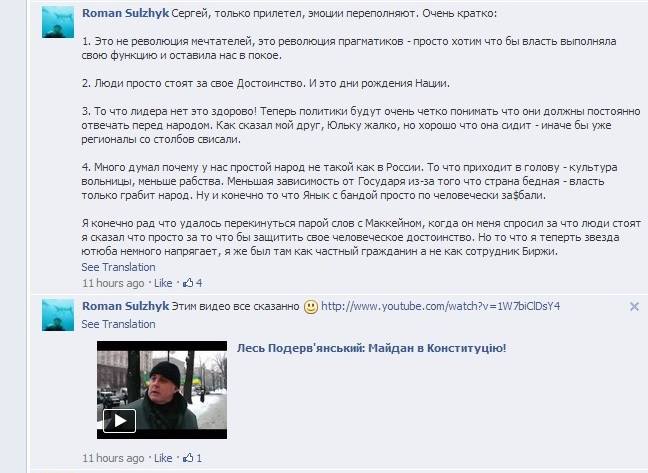 Roman Sulzhyk Сергей, только прилетел, эмоции переполняют. Очень кратко:
1. Это не революция мечтателей, это революция прагматиков - просто хотим что бы власть выполняла
свою функцию и оставила нас в покое.
2. Люди просто стоят за свое Достоинство. И это дни рождения Нации.
3. То что лидера нет это здорово! Теперь политики будут очень четко понимать что они должны постоянно
отвечать перед народом. Как сказал мой друг, Юльку жалко, но хорошо что она сидит - иначе бы уже
регионалы со столбов свисали.
4. Много думал почему у нас простой народ не такой как в России. То что приходит в голову - культура
вольницы, меньше рабства. Меньшая зависимость от Государя из-за того что страна бедная - власть
только грабит народ. Ну и конечно то что Янык с бандой просто по человечески за$бали.
Я конечно рад что удалось перекинуться парой слов с Маккейном, когда он меня спросил за что люди стоят
я сказал что просто за то что бы защитить свое человеческое достоинство. Но то что я теперть звезда
ютюба немного напрягает, я же был там как частный гражданин а не как сотрудник Биржи.
See Translation
11 hours ago · Like · 4
Roman Sulzhyk Этим видео все сказанно http://www.youtube.com/watch?v=1W7biClDsY4
See Translation
Лесь Подерв'янський: Майдан в Конституцію!
11 hours ago · Like · 1